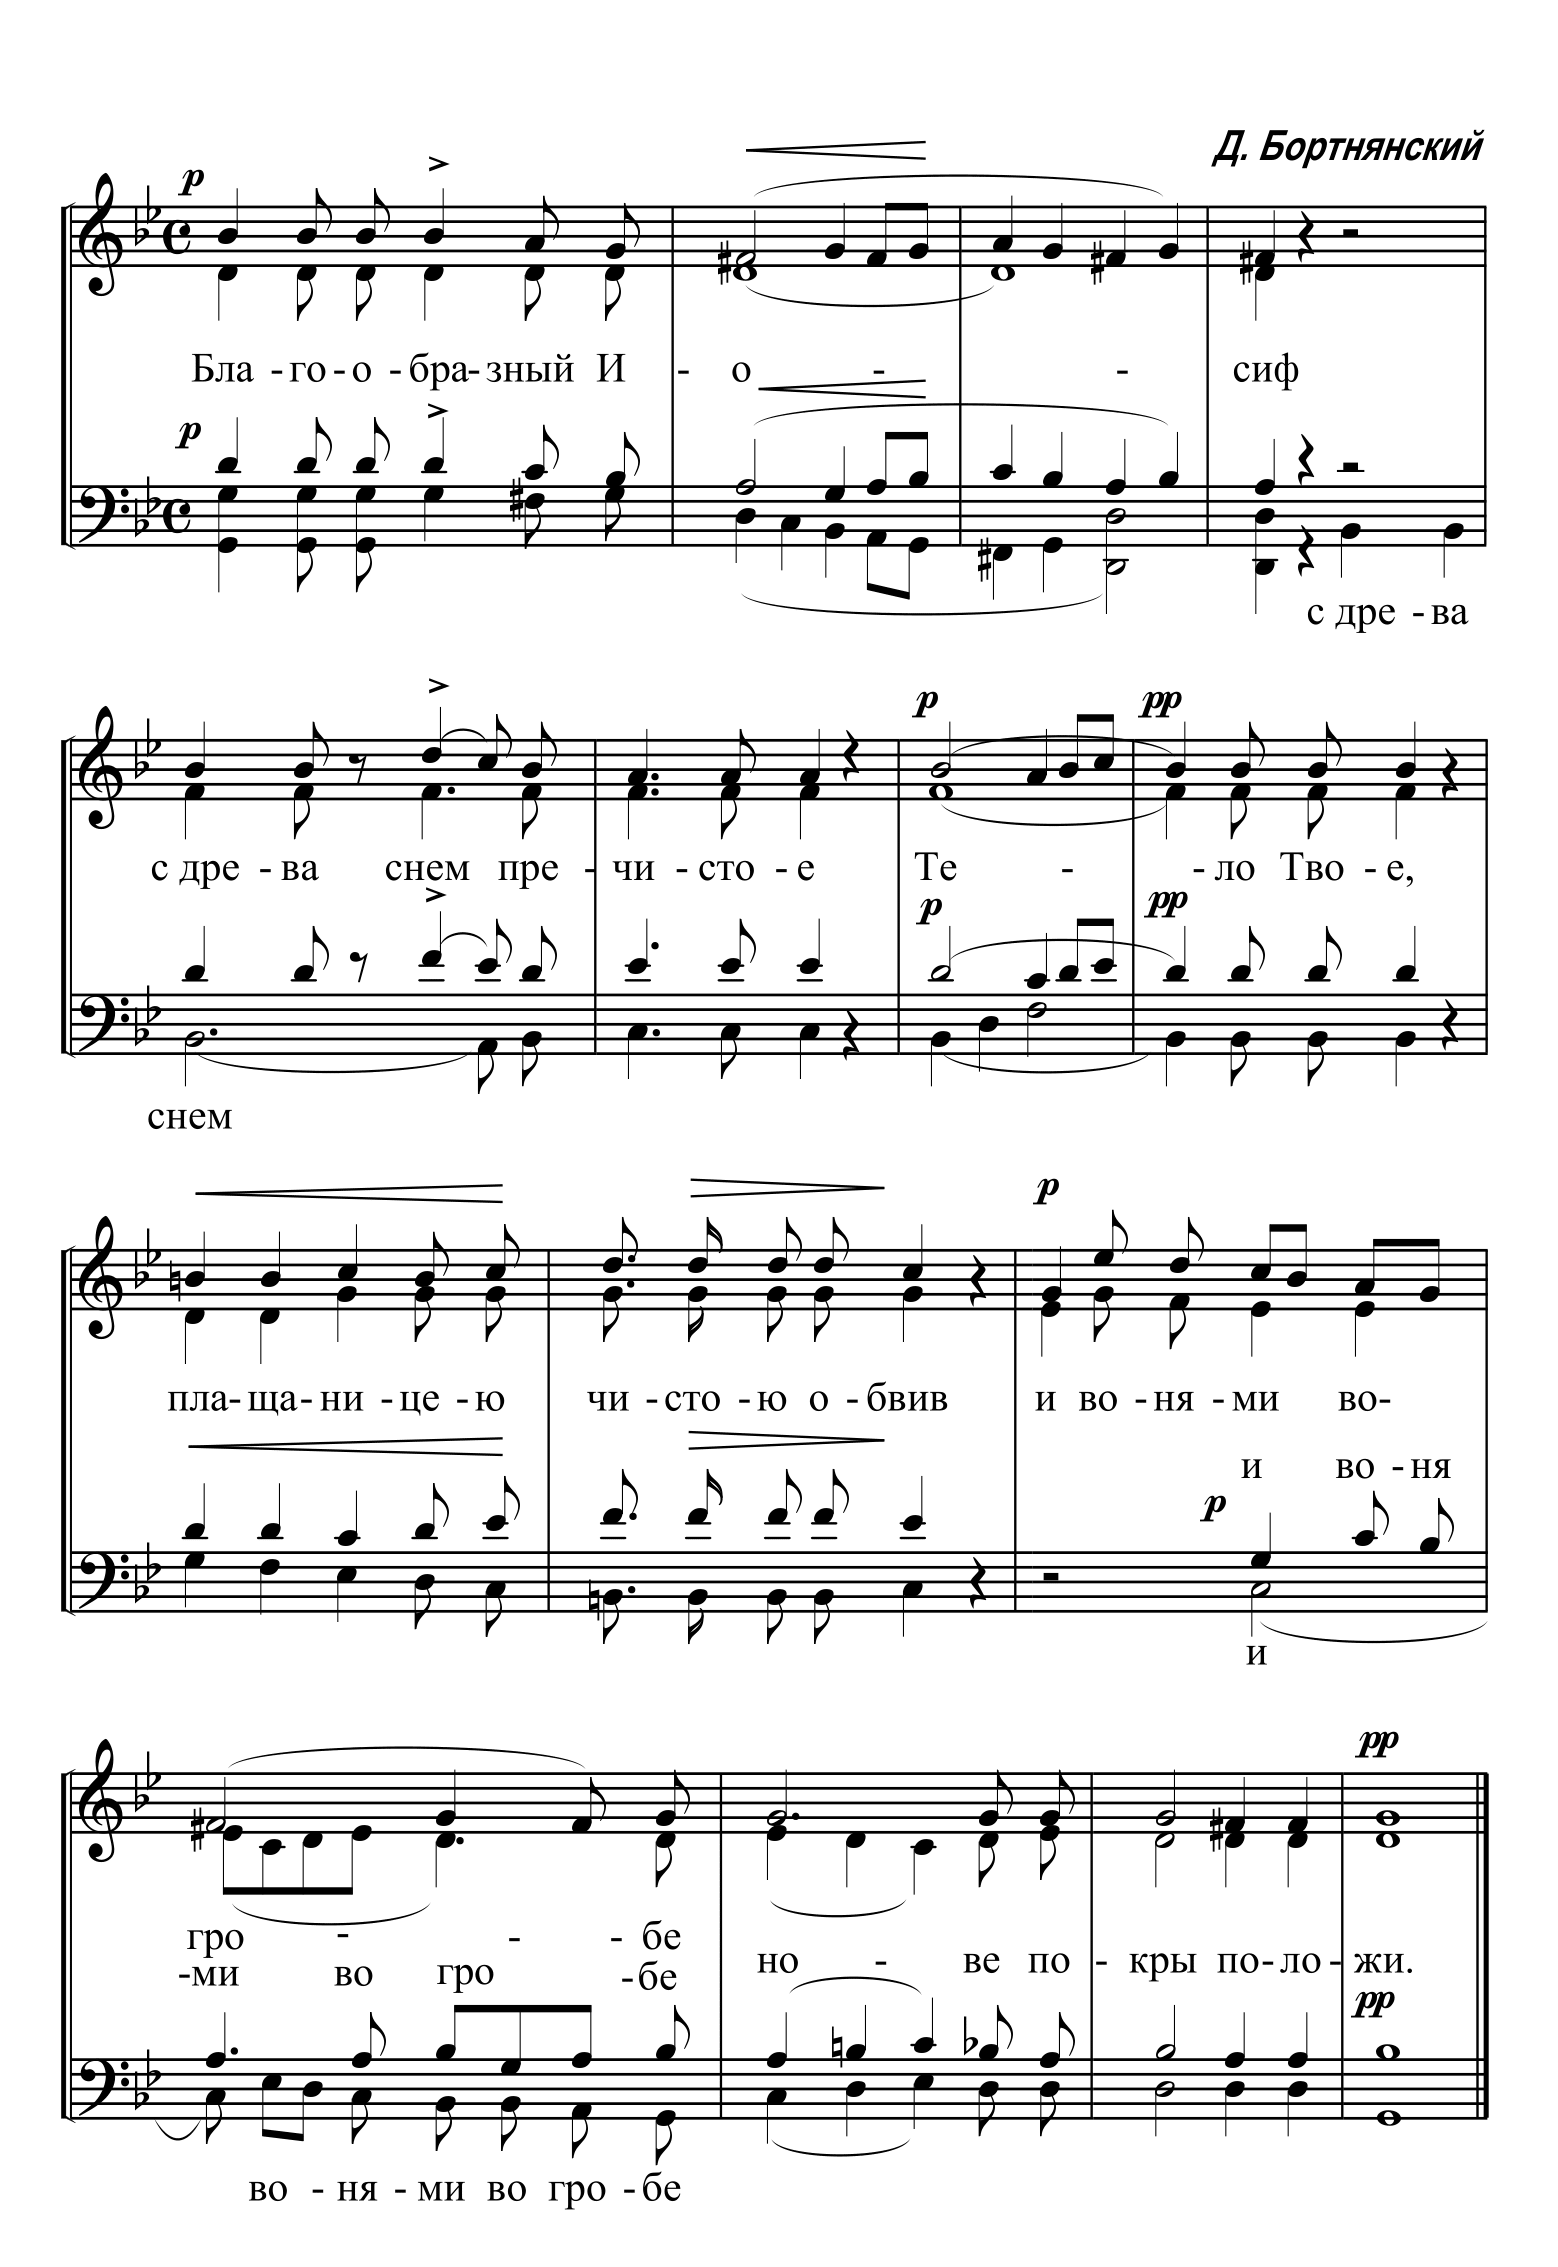 Д. Бортнянский
p
Бла - го - о - бра- зный И - о - - сиф
p
с дре - ва
p pp
с дре - ва снем пре - чи - сто - е Те - - ло Тво - е,
p pp
снем
p
пла- ща- ни - це - ю чи - сто - ю о - бвив и во - ня - ми во-
и во - ня
p
и
pp
гро - - - бе
-ми во гро - бе
но - ве по - кры по- ло - жи.
pp
во - ня - ми во гро - бе